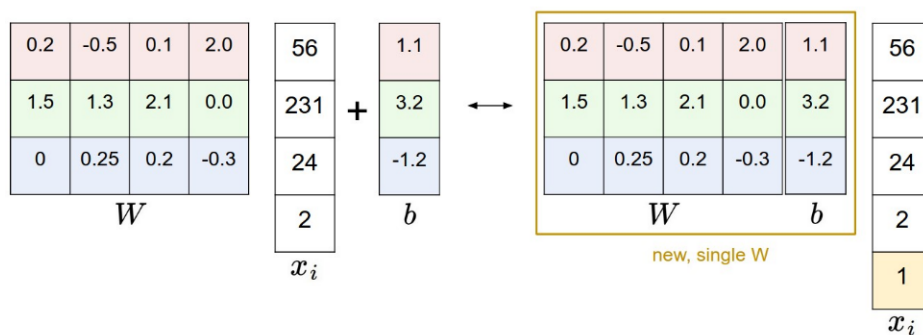 0.2 -0.5 0.1 2.0 56 1.1 0.2 -0.5 0.1 2.0 1.1 56
1.5 1.3 2.1 0.0 231 + 3.2 ↔ 1.5 1.3 2.1 0.0 3.2 231
0 0.25 0.2 -0.3 24 -1.2 0 0.25 0.2 -0.3 -1.2 24
W 2 b W b 2
new, single W
x_i 1
x_i